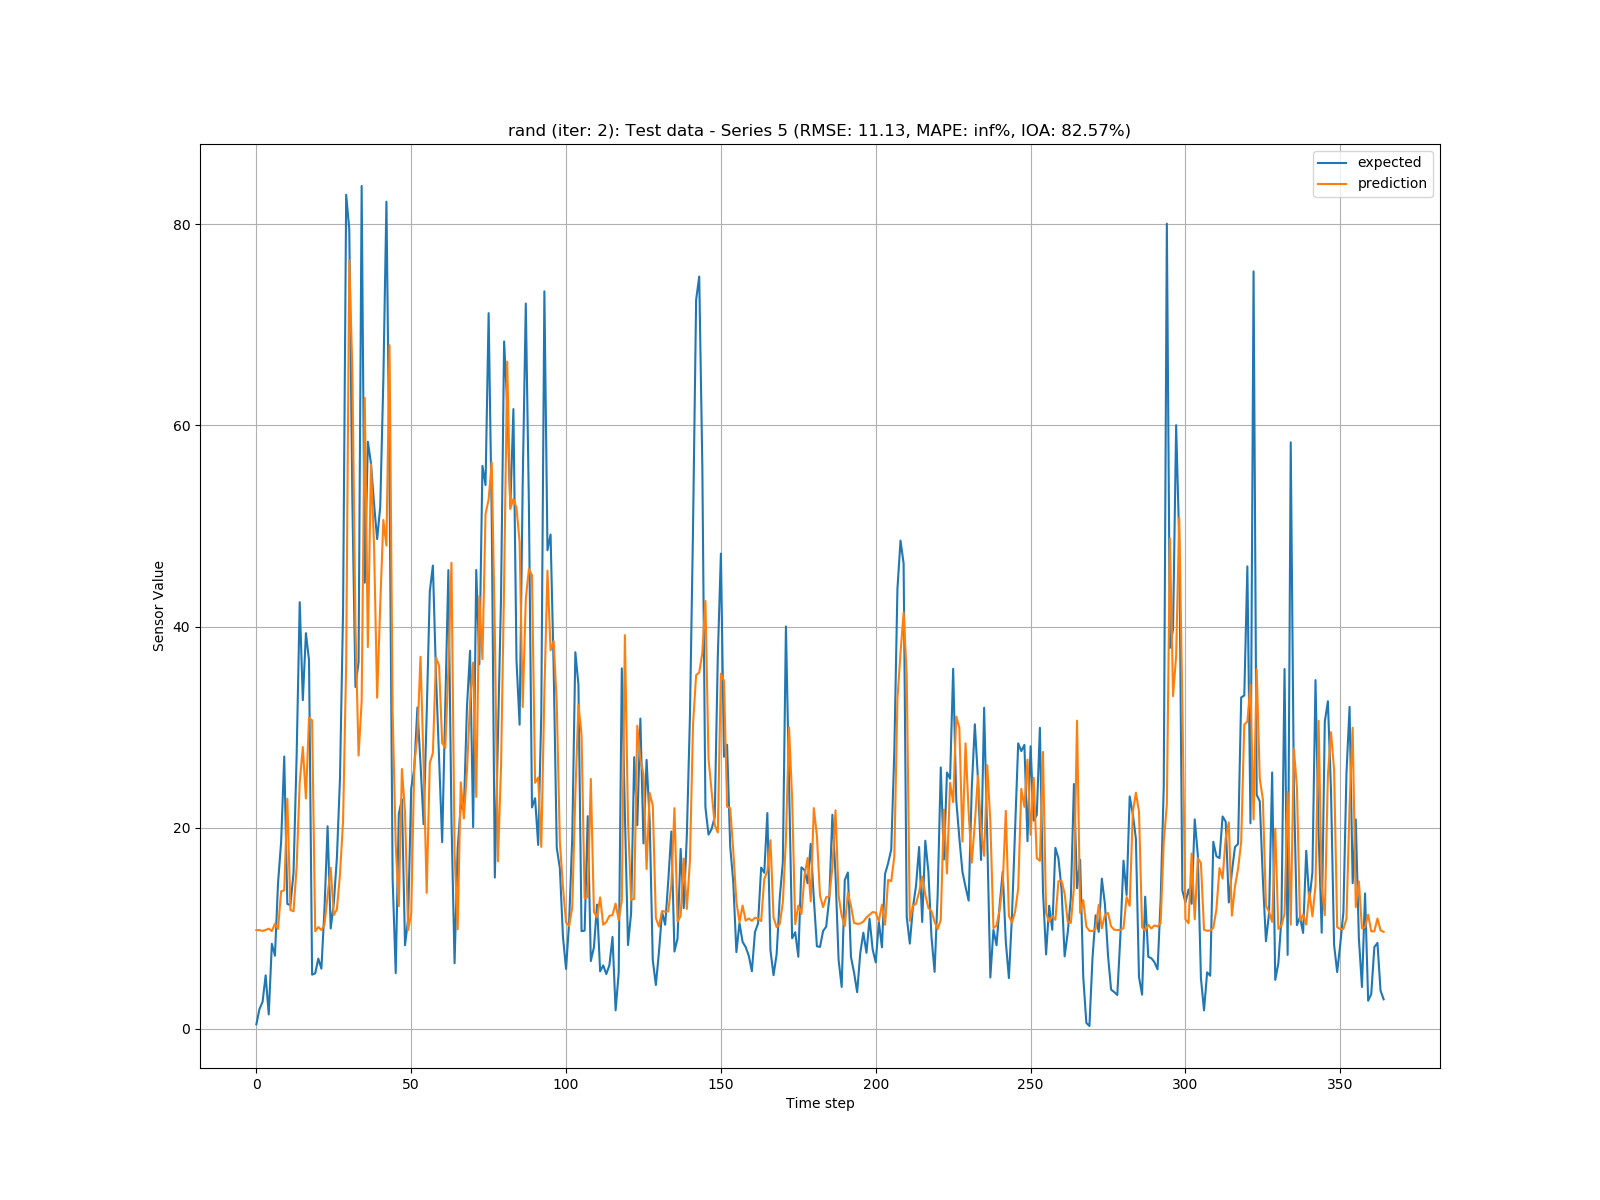 rand (iter: 2): Test data - Series 5 (RMSE: 11.13, MAPE: inf%, IOA: 82.57%)
expected
prediction
80
60
40
20
0
Sensor Value
0 50 100 150 200 250 300 350
Time step